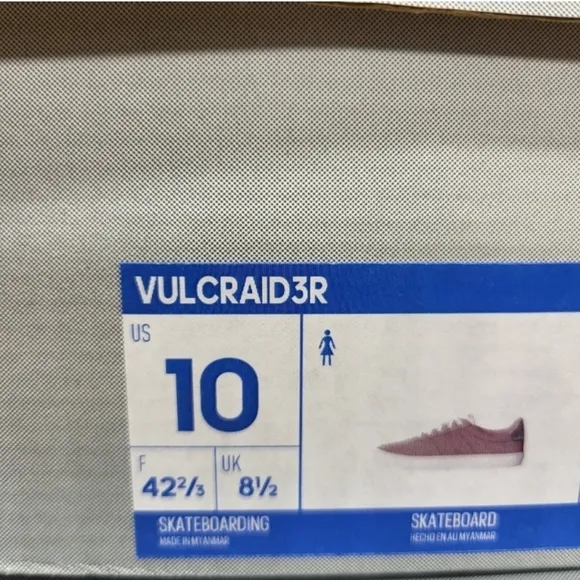 VULCRAID3R
US
10
F
42²/₃
UK
8½
SKATEBOARDING
MADE IN MYANMAR
SKATEBOARD
HECHO EN AU MYANMAR